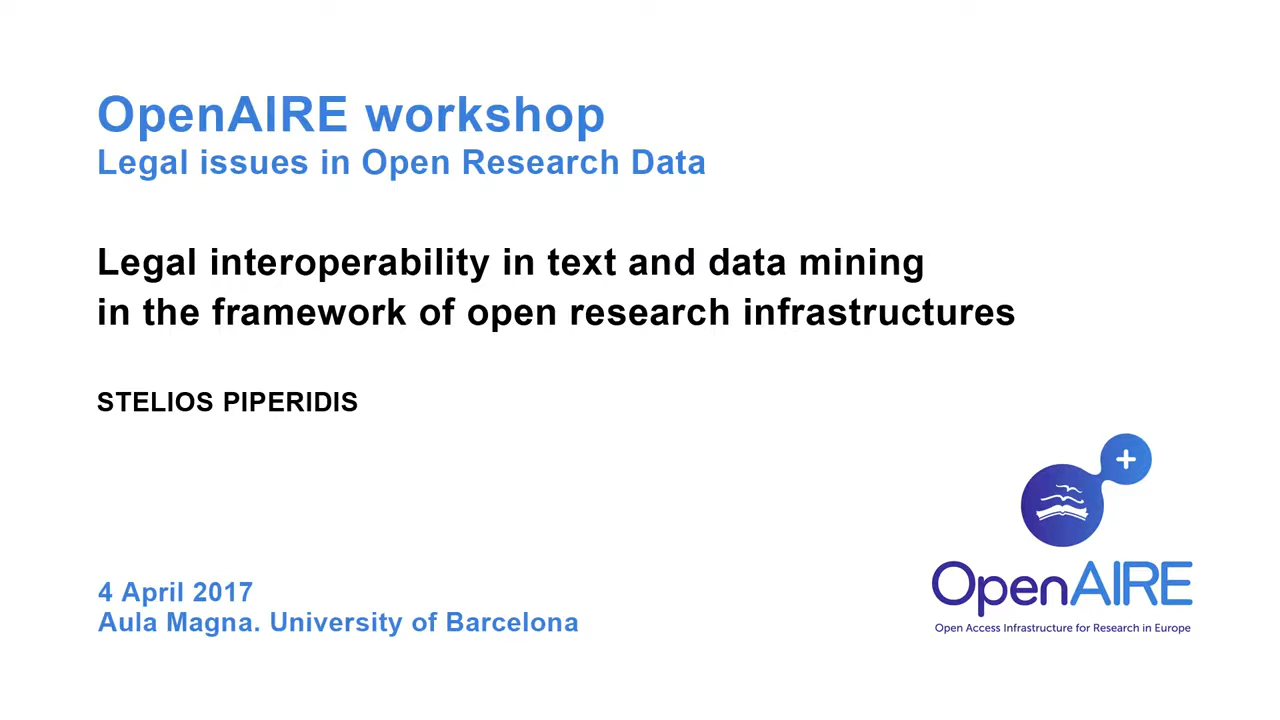 OpenAIRE workshop
Legal issues in Open Research Data
Legal interoperability in text and data mining
in the framework of open research infrastructures
STELIOS PIPERIDIS
4 April 2017
Aula Magna. University of Barcelona
OpenAIRE
Open Access Infrastructure for Research in Europe